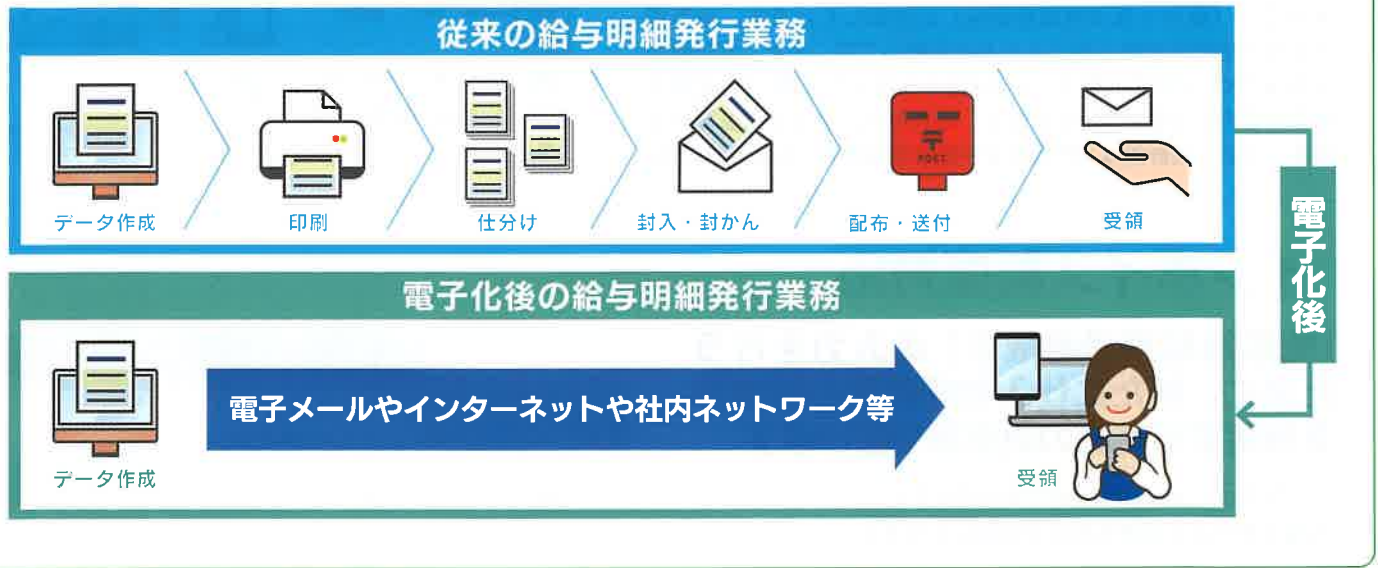 従来の給与明細発行業務
データ作成
印刷
仕分け
封入・封かん
配布・送付
受領
POST
電子化後
電子化後の給与明細発行業務
データ作成
電子メールやインターネットや社内ネットワーク等
受領